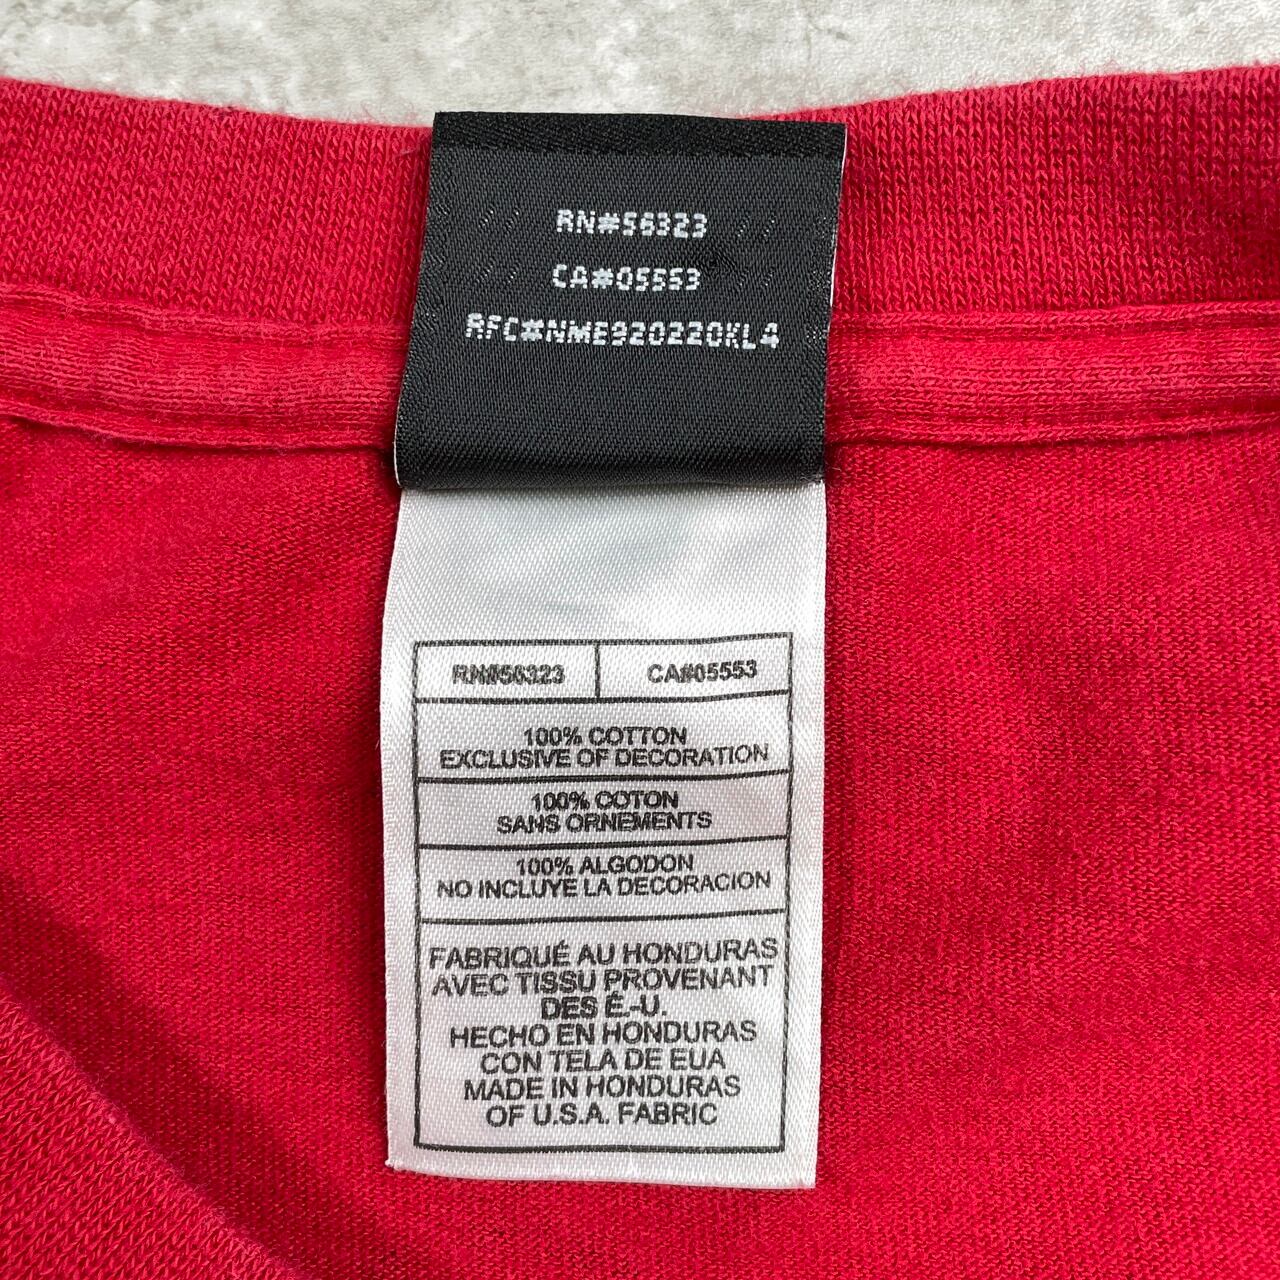 RN#56323
CA#05553
RFC#NME920220KL4
RN#56323
CA#05553
100% COTTON
EXCLUSIVE OF DECORATION
100% COTON
SANS ORNEMENTS
100% ALGODON
NO INCLUYE LA DECORACION
FABRIQUÉ AU HONDURAS
AVEC TISSU PROVENANT
DES É.-U.
HECHO EN HONDURAS
CON TELA DE EUA
MADE IN HONDURAS
OF U.S.A. FABRIC